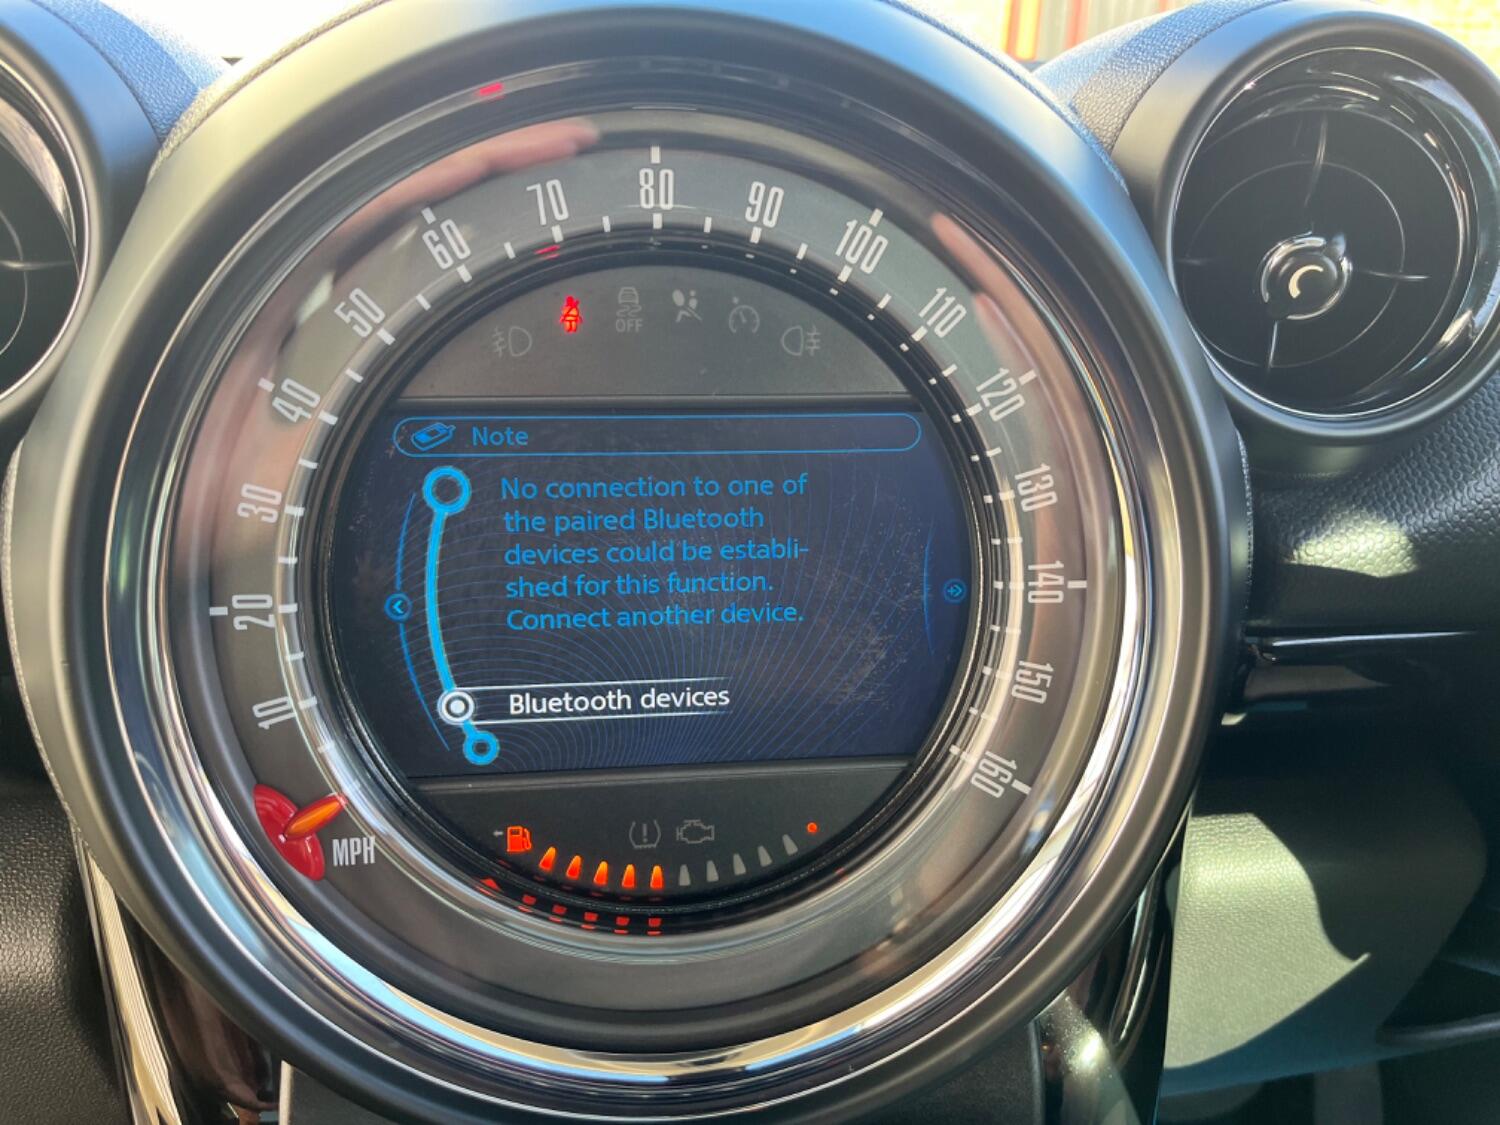 10
20
30
40
50
60
70
80
90
100
110
120
130
140
150
160
MPH
OFF
Note
No connection to one of
the paired Bluetooth
devices could be establi-
shed for this function.
Connect another device.
Bluetooth devices